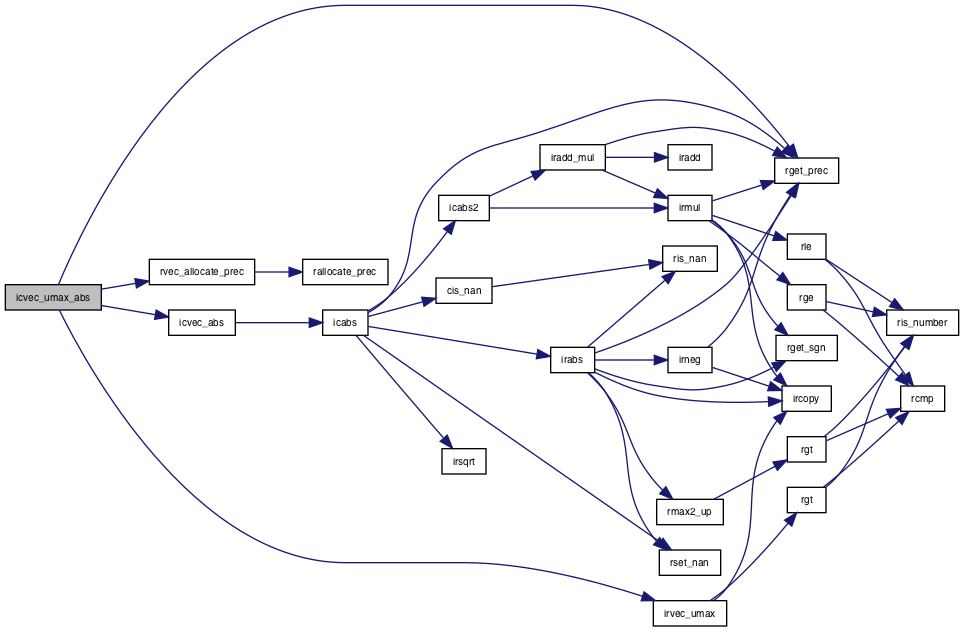 icvec_umax_abs
rvec_allocate_prec
icvec_abs
rallocate_prec
icabs
icabs2
cis_nan
irsqrt
iradd_mul
irabs
iradd
irmul
ris_nan
irneg
rmax2_up
rset_nan
irvec_umax
rget_prec
rle
rge
rget_sgn
ircopy
rgt
rgt
ris_number
rcmp